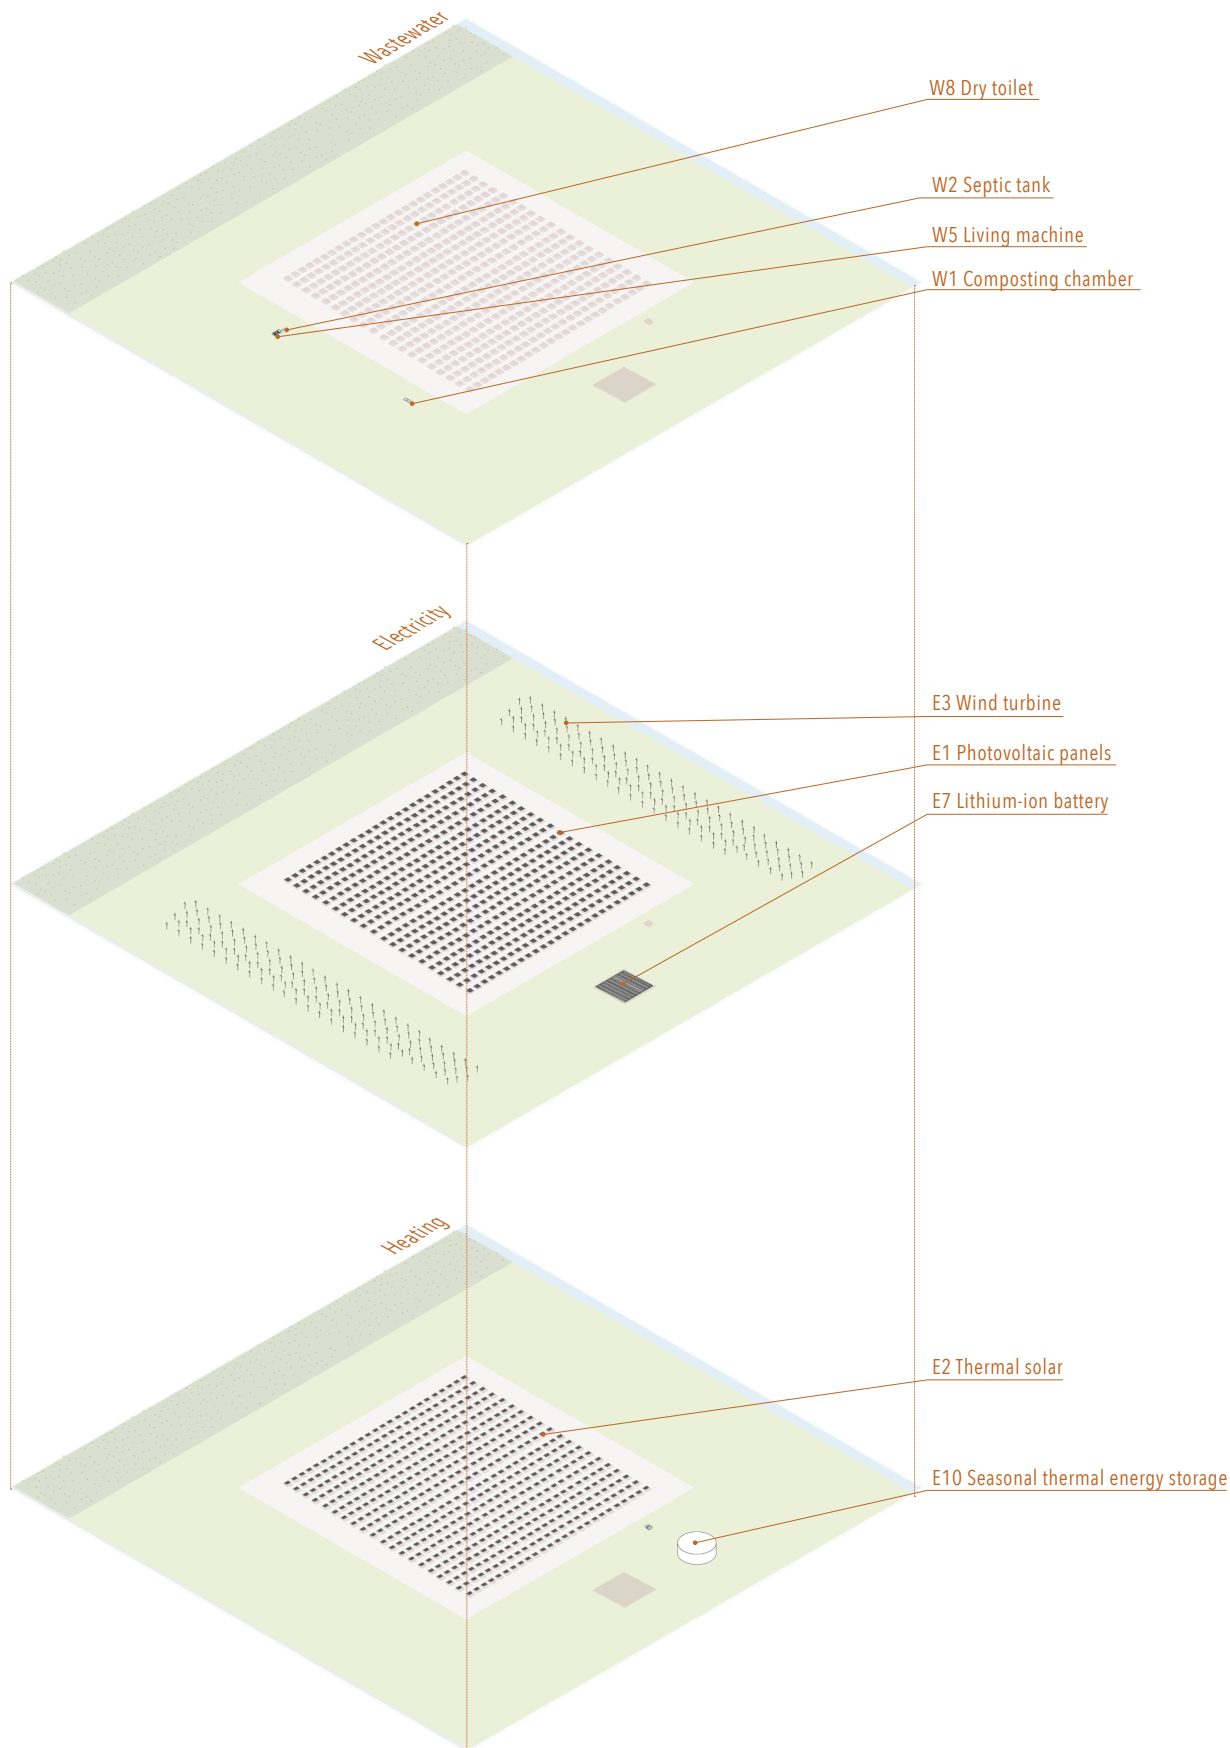 Wastewater
W8 Dry toilet
W2 Septic tank
W5 Living machine
W1 Composting chamber
Electricity
E3 Wind turbine
E1 Photovoltaic panels
E7 Lithium-ion battery
Heating
E2 Thermal solar
E10 Seasonal thermal energy storage